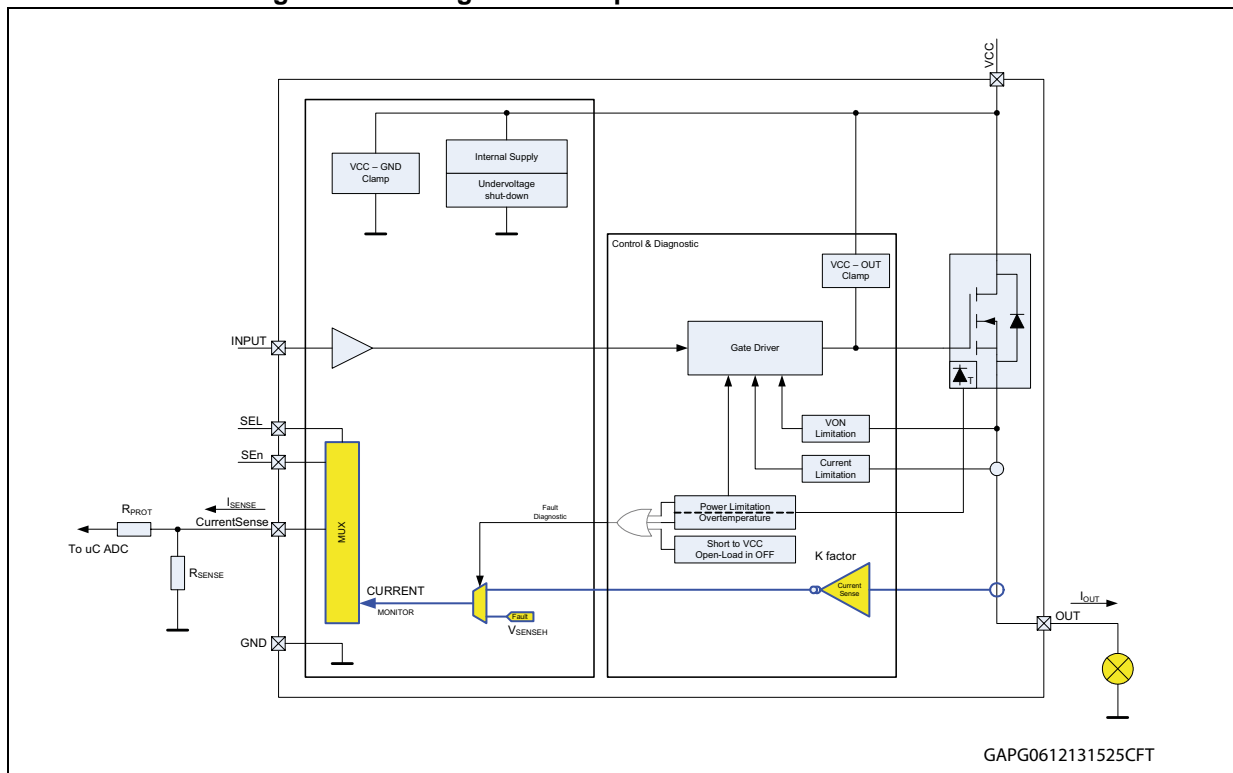 VCC
VCC – GND
Clamp
Internal Supply
Undervoltage
shut-down
Control & Diagnostic
VCC – OUT
Clamp
INPUT
Gate Driver
T
SEL
SEn
VON
Limitation
Current
Limitation
ISENSE
RPROT
CurrentSense
To uC ADC
RSENSE
MUX
Fault
Diagnostic
Power Limitation
Overtemperature
Short to VCC
Open-Load in OFF
K factor
Current
Sense
CURRENT
MONITOR
Fault
VSENSEH
GND
IOUT
OUT
GAPG0612131525CFT